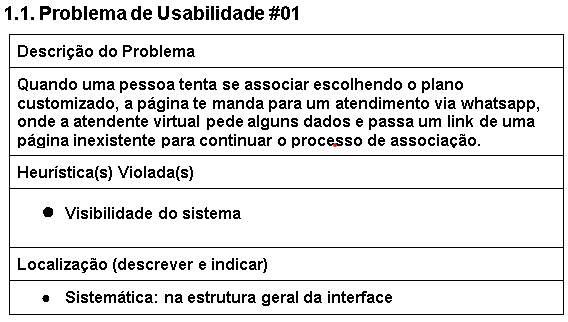 1.1. Problema de Usabilidade #01
Descrição do Problema
Quando uma pessoa tenta se associar escolhendo o plano
customizado, a página te manda para um atendimento via whatsapp,
onde a atendente virtual pede alguns dados e passa um link de uma
página inexistente para continuar o processo de associação.
Heurística(s) Violada(s)
● Visibilidade do sistema
Localização (descrever e indicar)
● Sistemática: na estrutura geral da interface